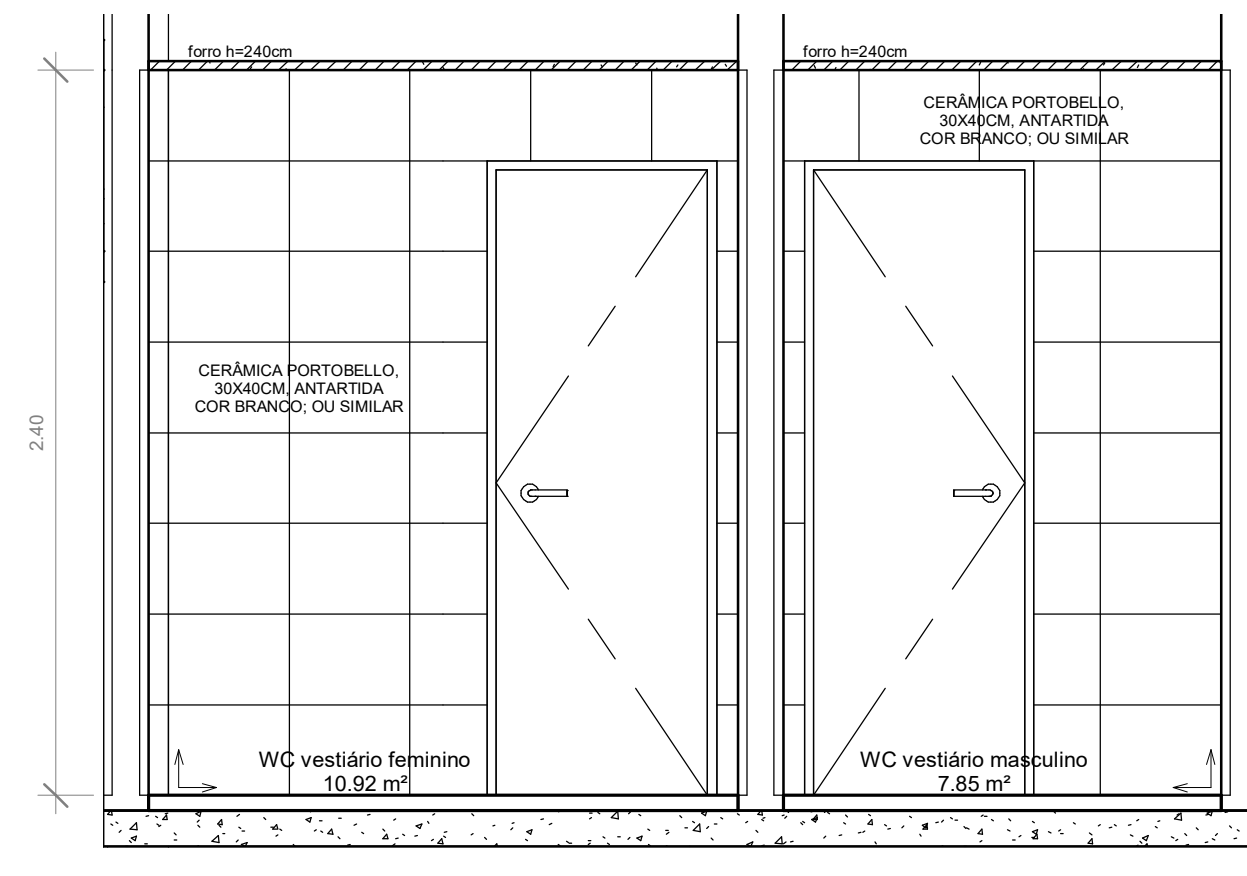 forro h=240cm
forro h=240cm
CERÂMICA PORTOBELLO,
30X40CM, ANTARTIDA
COR BRANCO; OU SIMILAR
CERÂMICA PORTOBELLO,
30X40CM, ANTARTIDA
COR BRANCO; OU SIMILAR
2.40
WC vestiário feminino
10.92 m²
WC vestiário masculino
7.85 m²